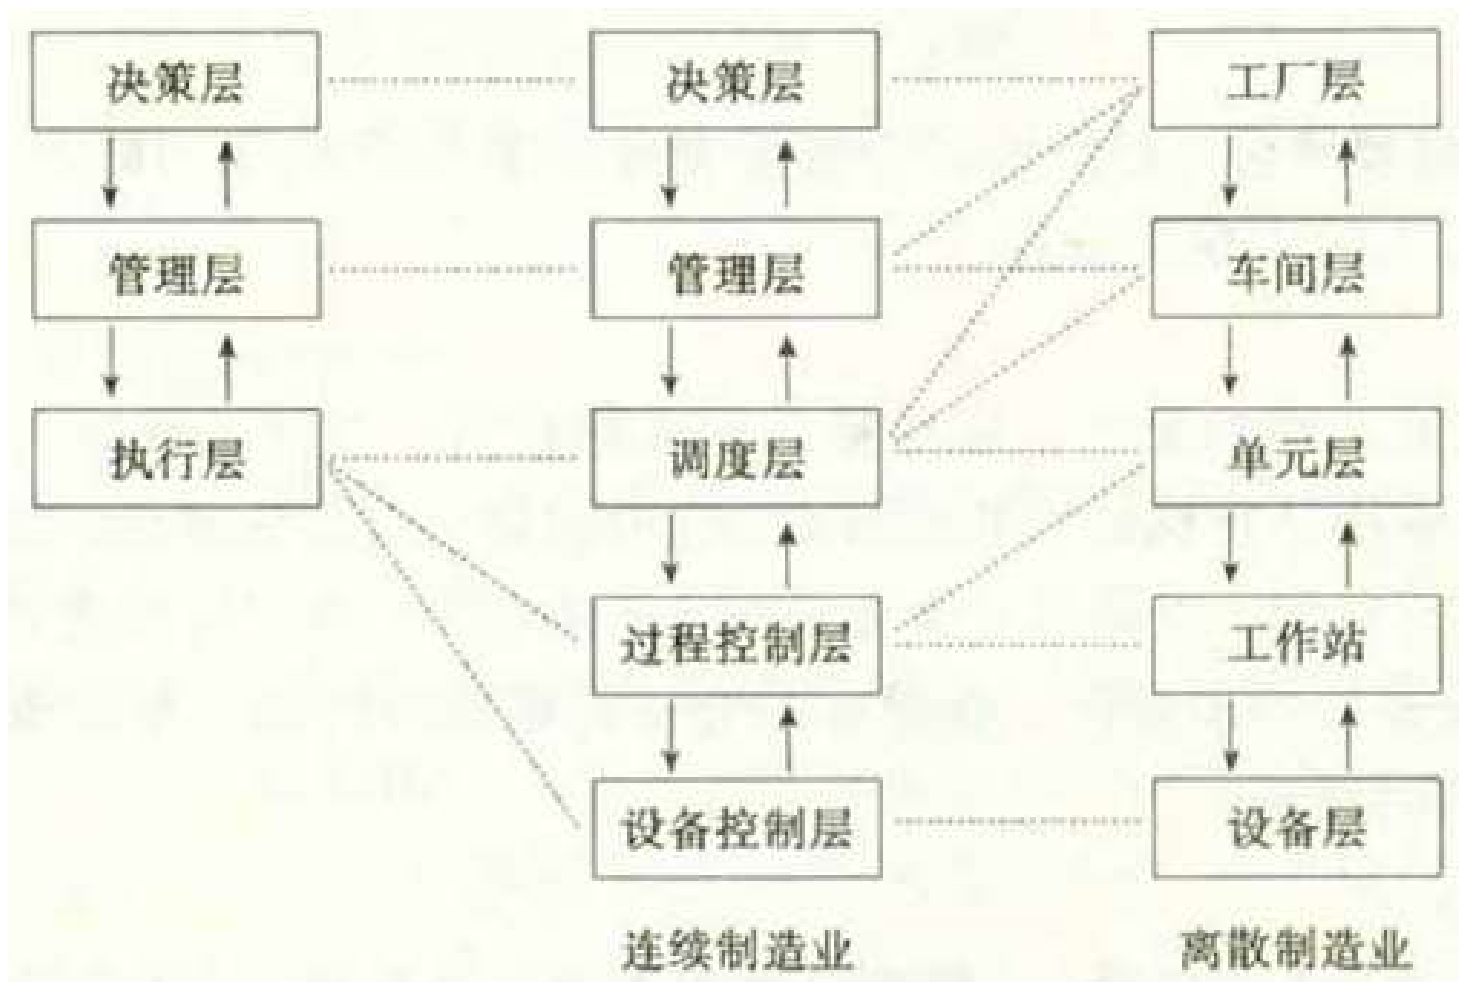 决策层
管理层
执行层
决策层
管理层
调度层
过程控制层
设备控制层
连续制造业
工厂层
车间层
单元层
工作站
设备层
离散制造业